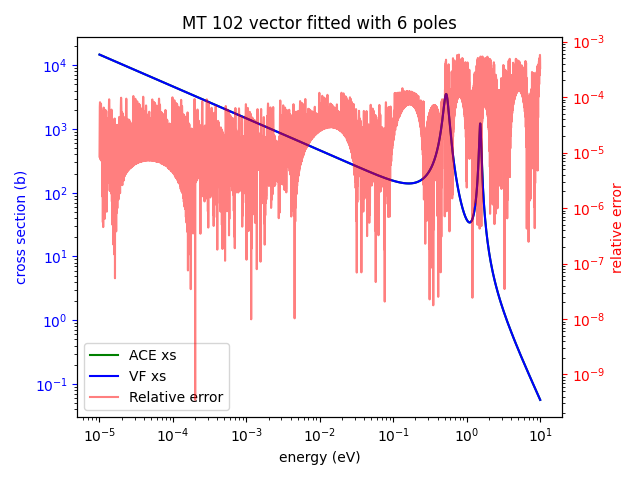 MT 102 vector fitted with 6 poles
10⁴
10³
10²
10¹
10⁰
10⁻¹
cross section (b)
10⁻³
10⁻⁴
10⁻⁵
10⁻⁶
10⁻⁷
10⁻⁸
10⁻⁹
relative error
ACE xs
VF xs
Relative error
10⁻⁵ 10⁻⁴ 10⁻³ 10⁻² 10⁻¹ 10⁰ 10¹
energy (eV)